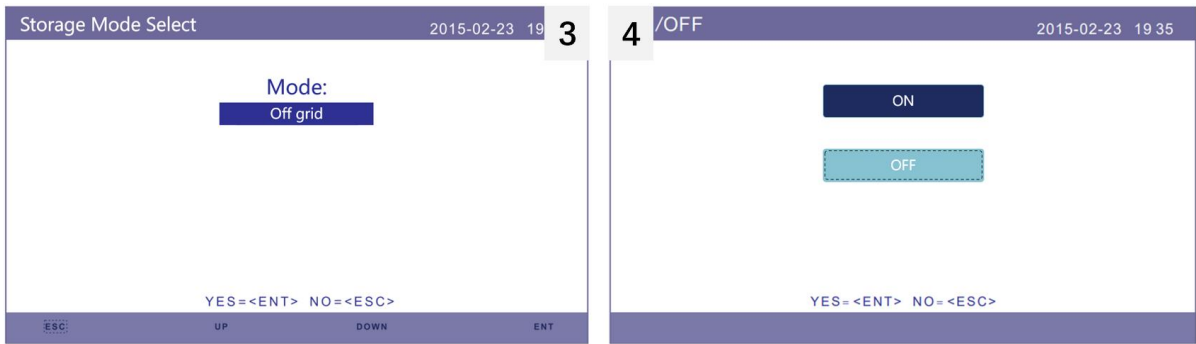 Storage Mode Select
2015-02-23 19
3
Mode:
Off grid
YES=<ENT> NO=<ESC>
ESC UP DOWN ENT
4
/OFF
2015-02-23 19 35
ON
OFF
YES=<ENT> NO=<ESC>